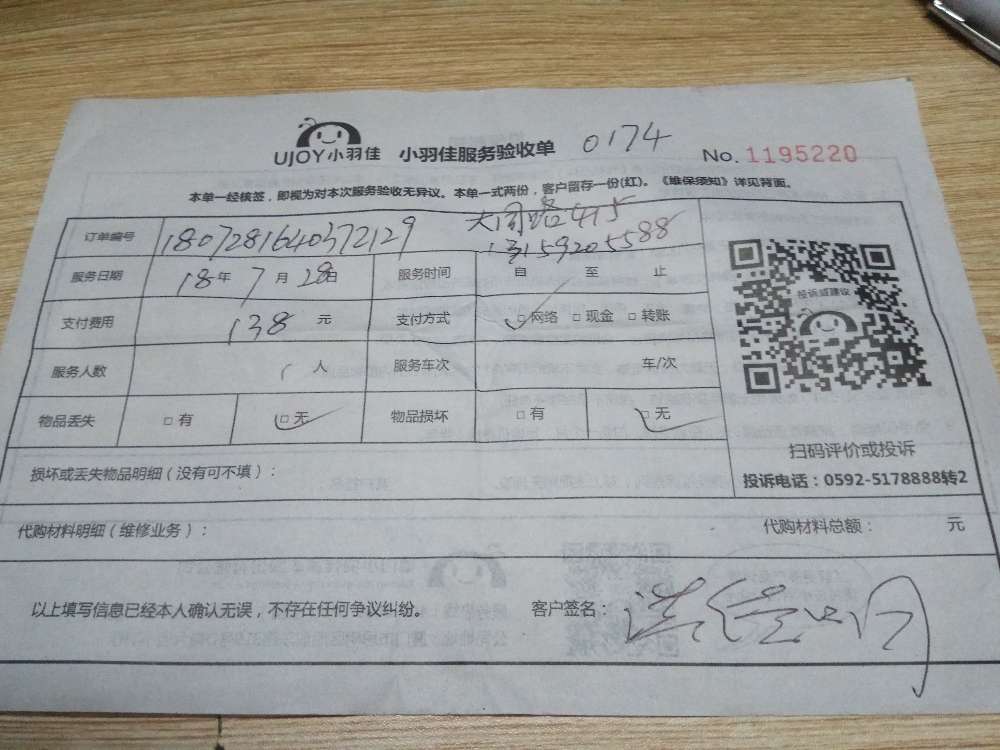 UJOY小羽佳 小羽佳服务验收单 0174 No. 1195220
本单一经核签，即视为对本次服务验收无异议。本单一式两份，客户留存一份(红)。《维保须知》详见背面。
大同路415
订单编号 1807281640372129 13159205588
服务日期 18年7月28日 服务时间 自 至 止
支付费用 138 元 支付方式 □网络 □现金 □转账
服务人数 1 人 服务车次 车/次
物品丢失 □有 □无 物品损坏 □有 □无
投诉或建议
扫码评价或投诉
投诉电话：0592-5178888转2
损坏或丢失物品明细（没有可不填）：
代购材料明细（维修业务）： 代购材料总额： 元
以上填写信息已经本人确认无误，不存在任何争议纠纷。 客户签名：